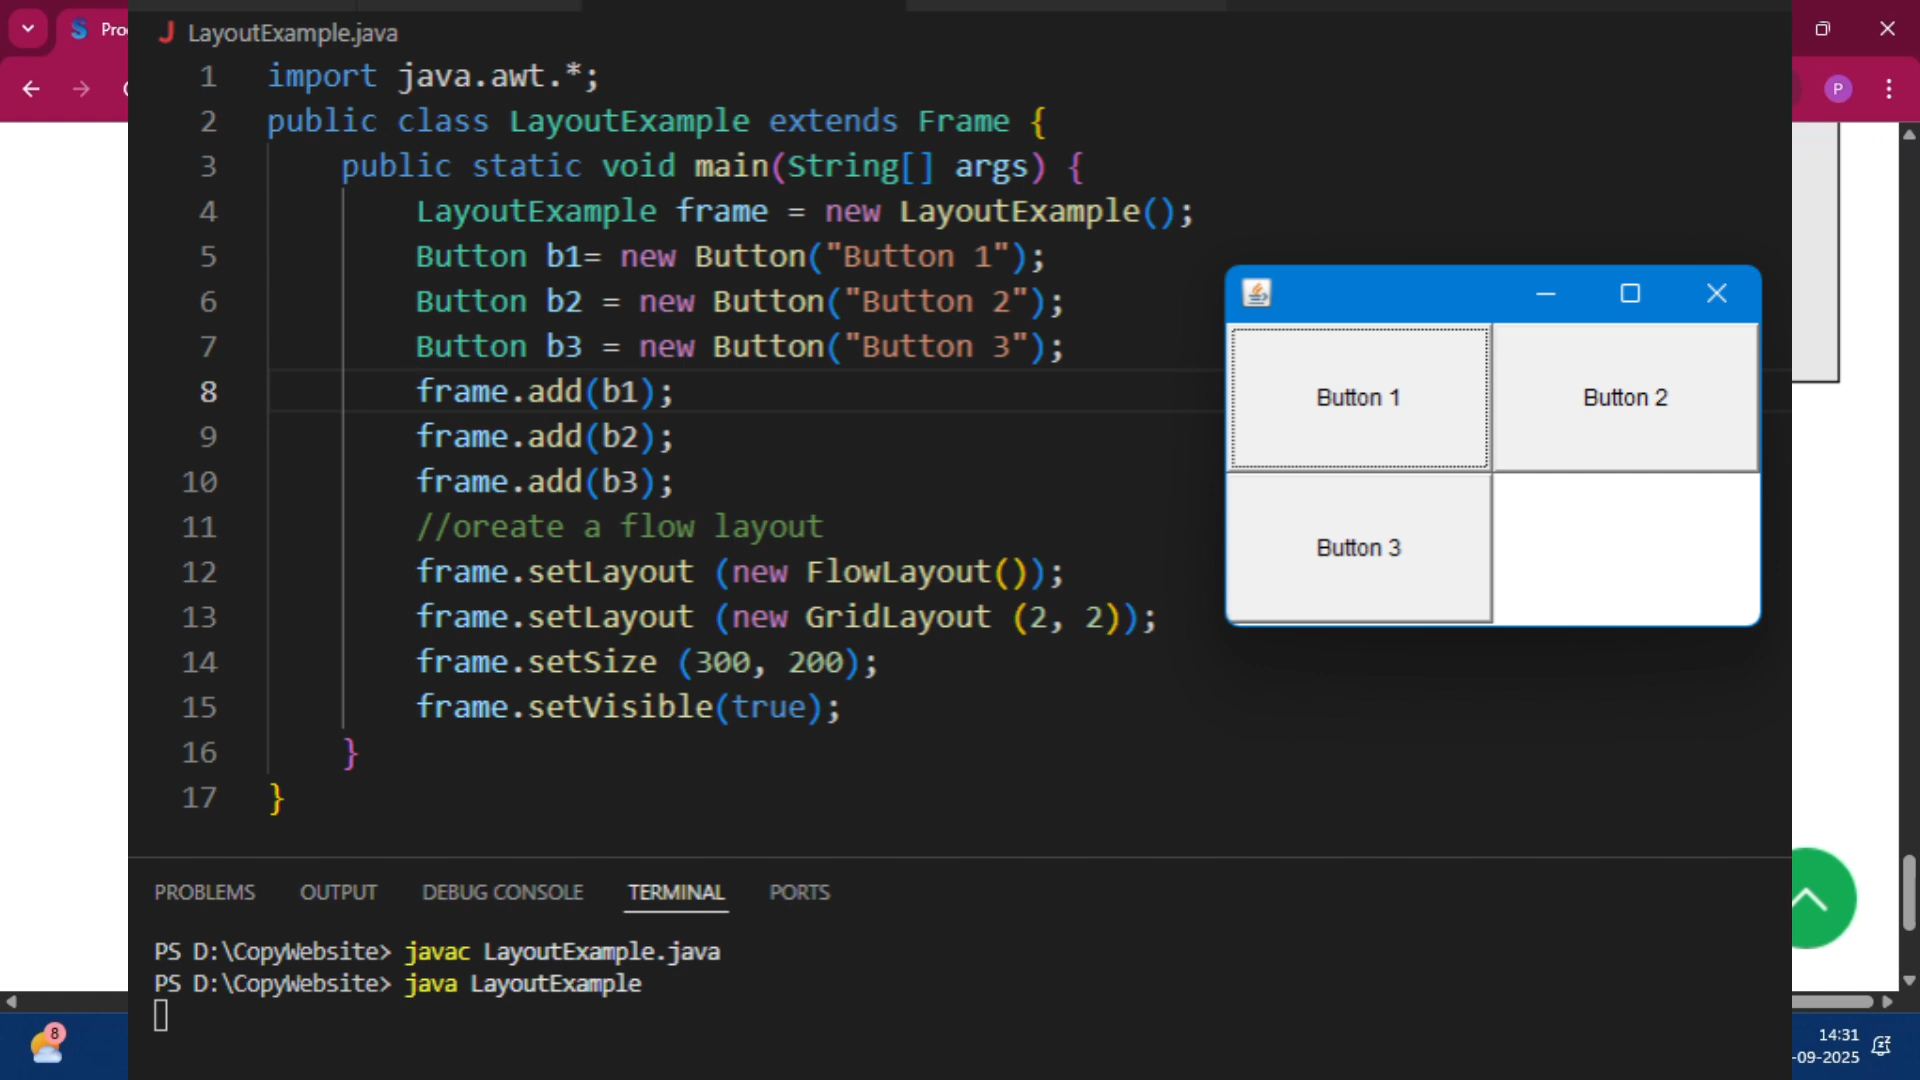 Pro
LayoutExample.java
1 import java.awt.*;
2 public class LayoutExample extends Frame {
3 public static void main(String[] args) {
4 LayoutExample frame = new LayoutExample();
5 Button b1= new Button("Button 1");
6 Button b2 = new Button("Button 2");
7 Button b3 = new Button("Button 3");
8 frame.add(b1);
9 frame.add(b2);
10 frame.add(b3);
11 //oreate a flow layout
12 frame.setLayout (new FlowLayout());
13 frame.setLayout (new GridLayout (2, 2));
14 frame.setSize (300, 200);
15 frame.setVisible(true);
16 }
17 }
Button 1 Button 2
Button 3
P
PROBLEMS OUTPUT DEBUG CONSOLE TERMINAL PORTS
PS D:\CopyWebsite> javac LayoutExample.java
PS D:\CopyWebsite> java LayoutExample
8
14:31
-09-2025